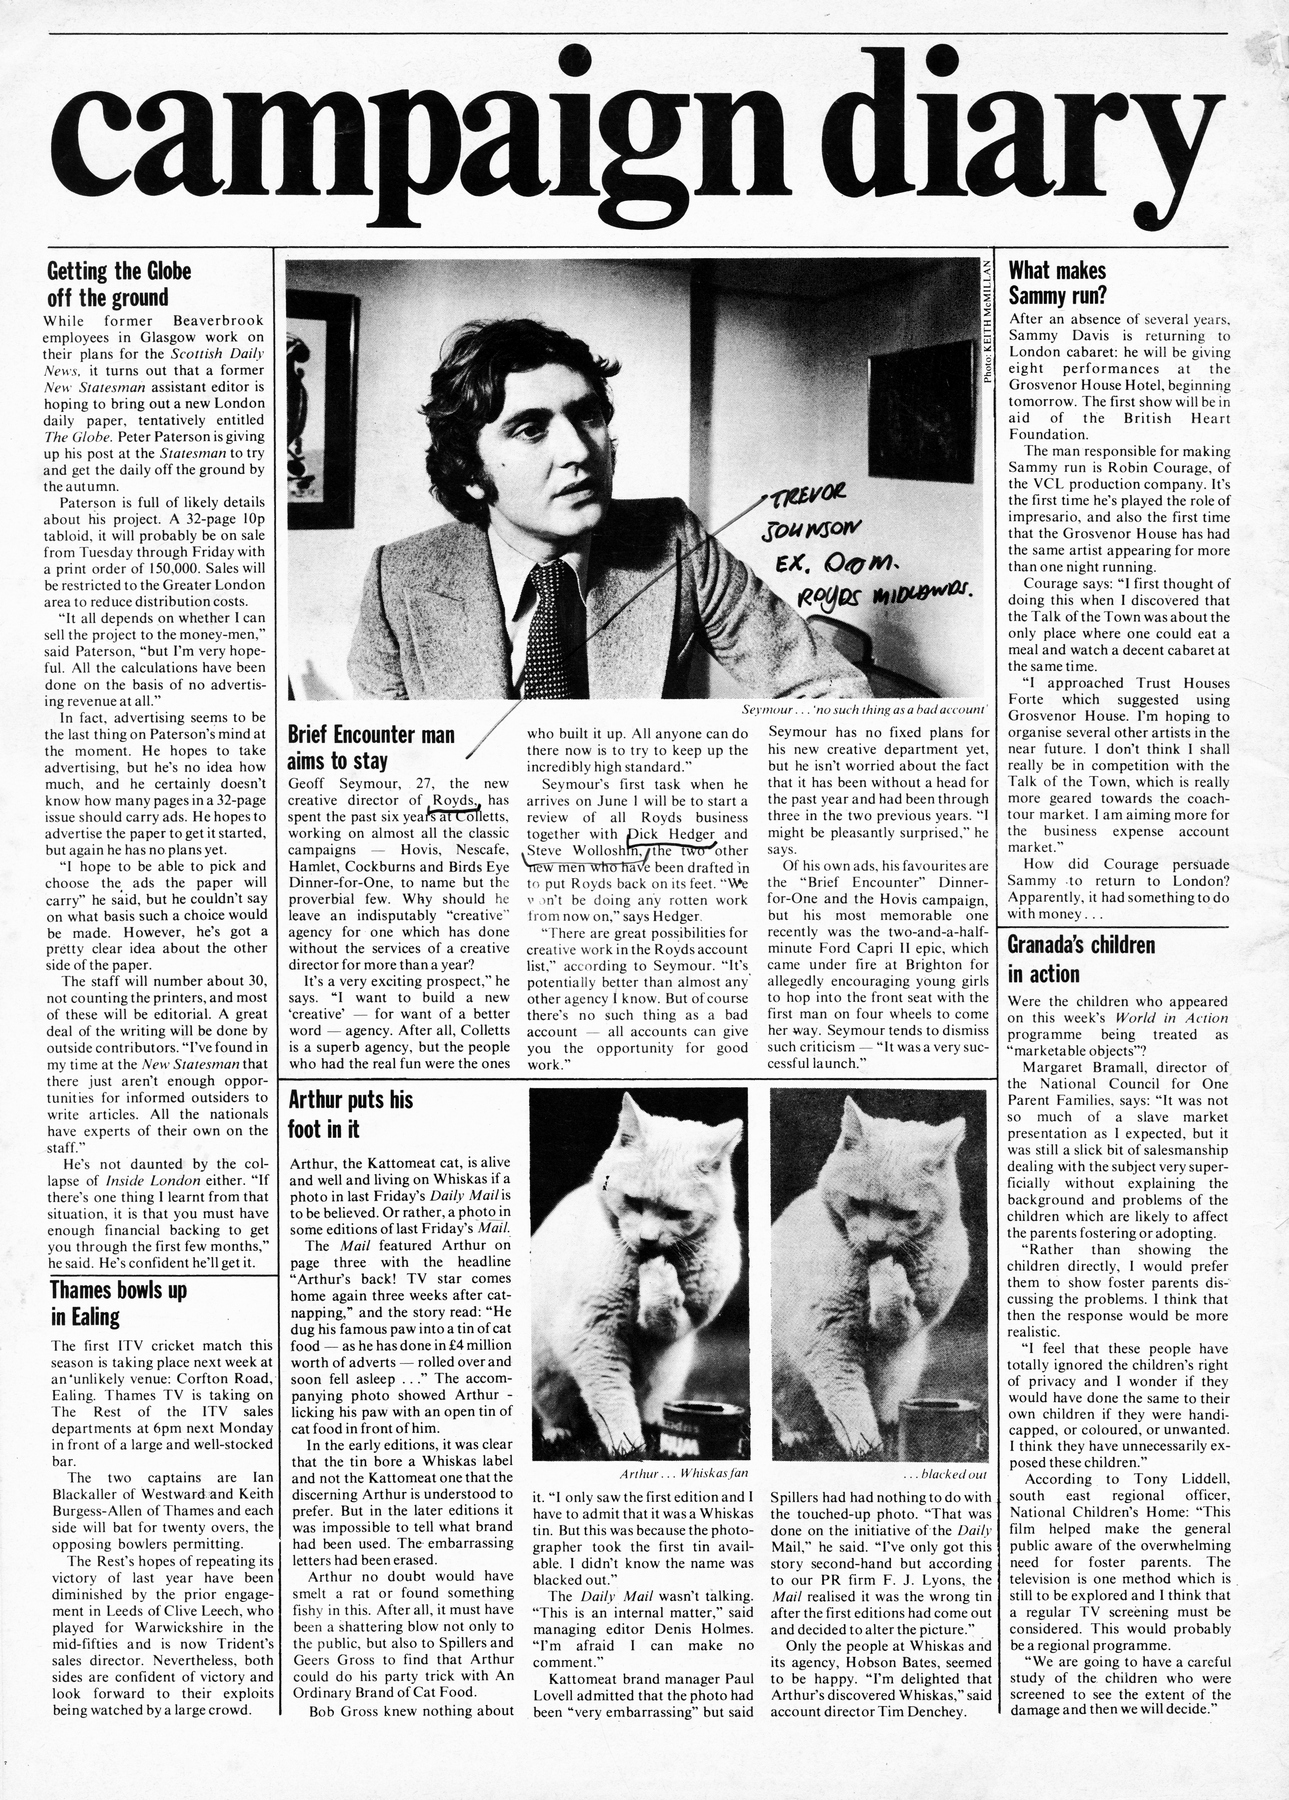 campaign diary
Getting the Globe
off the ground
While former Beaverbrook
employees in Glasgow work on
their plans for the Scottish Daily
News, it turns out that a former
New Statesman assistant editor is
hoping to bring out a new London
daily paper, tentatively entitled
The Globe. Peter Paterson is giving
up his post at the Statesman to try
and get the daily off the ground by
the autumn.
Paterson is full of likely details
about his project. A 32-page 10p
tabloid, it will probably be on sale
from Tuesday through Friday with
a print order of 150,000. Sales will
be restricted to the Greater London
area to reduce distribution costs.
“It all depends on whether I can
sell the project to the money-men,”
said Paterson, “but I’m very hope-
ful. All the calculations have been
done on the basis of no advertis-
ing revenue at all.”
In fact, advertising seems to be
the last thing on Paterson’s mind at
the moment. He hopes to take
advertising, but he’s no idea how
much, and he certainly doesn’t
know how many pages in a 32-page
issue should carry ads. He hopes to
advertise the paper to get it started,
but again he has no plans yet.
“I hope to be able to pick and
choose the ads the paper will
carry” he said, but he couldn’t say
on what basis such a choice would
be made. However, he’s got a
pretty clear idea about the other
side of the paper.
The staff will number about 30,
not counting the printers, and most
of these will be editorial. A great
deal of the writing will be done by
outside contributors. “I’ve found in
my time at the New Statesman that
there just aren’t enough oppor-
tunities for informed outsiders to
write articles. All the nationals
have experts of their own on the
staff.”
He’s not daunted by the col-
lapse of Inside London either. “If
there’s one thing I learnt from that
situation, it is that you must have
enough financial backing to get
you through the first few months,”
he said. He’s confident he’ll get it.
Thames bowls up
in Ealing
The first ITV cricket match this
season is taking place next week at
an unlikely venue: Corfton Road,
Ealing. Thames TV is taking on
The Rest of the ITV sales
departments at 6pm next Monday
in front of a large and well-stocked
bar.
The two captains are Ian
Blackaller of Westward and Keith
Burgess-Allen of Thames and each
side will bat for twenty overs, the
opposing bowlers permitting.
The Rest’s hopes of repeating its
victory of last year have been
diminished by the prior engage-
ment in Leeds of Clive Leech, who
played for Warwickshire in the
mid-fifties and is now Trident’s
sales director. Nevertheless, both
sides are confident of victory and
look forward to their exploits
being watched by a large crowd.
Photo: KEITH McMILLAN
TREVOR
JOHNSON
EX. OOM.
ROYDS MIDLANDS.
Seymour . . . ‘no such thing as a bad account’
Brief Encounter man
aims to stay
Geoff Seymour, 27, the new
creative director of Royds, has
spent the past six years at Colletts,
working on almost all the classic
campaigns — Hovis, Nescafe,
Hamlet, Cockburns and Birds Eye
Dinner-for-One, to name but the
proverbial few. Why should he
leave an indisputably “creative”
agency for one which has done
without the services of a creative
director for more than a year?
It’s a very exciting prospect,” he
says. “I want to build a new
‘creative’ — for want of a better
word — agency. After all, Colletts
is a superb agency, but the people
who had the real fun were the ones
who built it up. All anyone can do
there now is to try to keep up the
incredibly high standard.”
Seymour’s first task when he
arrives on June 1 will be to start a
review of all Royds business
together with Dick Hedger and
Steve Wolloshin, the two other
new men who have been drafted in
to put Royds back on its feet. “We
won’t be doing any rotten work
from now on,” says Hedger.
“There are great possibilities for
creative work in the Royds account
list,” according to Seymour. “It’s
potentially better than almost any
other agency I know. But of course
there’s no such thing as a bad
account — all accounts can give
you the opportunity for good
work.”
Seymour has no fixed plans for
his new creative department yet,
but he isn’t worried about the fact
that it has been without a head for
the past year and had been through
three in the two previous years. “I
might be pleasantly surprised,” he
says.
Of his own ads, his favourites are
the “Brief Encounter” Dinner-
for-One and the Hovis campaign,
but his most memorable one
recently was the two-and-a-half-
minute Ford Capri II epic, which
came under fire at Brighton for
allegedly encouraging young girls
to hop into the front seat with the
first man on four wheels to come
her way. Seymour tends to dismiss
such criticism — “It was a very suc-
cessful launch.”
Arthur puts his
foot in it
Arthur, the Kattomeat cat, is alive
and well and living on Whiskas if a
photo in last Friday’s Daily Mail is
to be believed. Or rather, a photo in
some editions of last Friday’s Mail.
The Mail featured Arthur on
page three with the headline
“Arthur’s back! TV star comes
home again three weeks after cat-
napping,” and the story read: “He
dug his famous paw into a tin of cat
food — as he has done in £4 million
worth of adverts — rolled over and
soon fell asleep . . .” The accom-
panying photo showed Arthur -
licking his paw with an open tin of
cat food in front of him.
In the early editions, it was clear
that the tin bore a Whiskas label
and not the Kattomeat one that the
discerning Arthur is understood to
prefer. But in the later editions it
was impossible to tell what brand
had been used. The embarrassing
letters had been erased.
Arthur no doubt would have
smelt a rat or found something
fishy in this. After all, it must have
been a shattering blow not only to
the public, but also to Spillers and
Geers Gross to find that Arthur
could do his party trick with An
Ordinary Brand of Cat Food.
Bob Gross knew nothing about
Arthur . . . Whiskas fan
. . . blacked out
it. “I only saw the first edition and I
have to admit that it was a Whiskas
tin. But this was because the photo-
grapher took the first tin avail-
able. I didn’t know the name was
blacked out.”
The Daily Mail wasn’t talking.
“This is an internal matter,” said
managing editor Denis Holmes.
“I’m afraid I can make no
comment.”
Kattomeat brand manager Paul
Lovell admitted that the photo had
been “very embarrassing” but said
Spillers had had nothing to do with
the touched-up photo. “That was
done on the initiative of the Daily
Mail,” he said. “I’ve only got this
story second-hand but according
to our PR firm F. J. Lyons, the
Mail realised it was the wrong tin
after the first editions had come out
and decided to alter the picture.”
Only the people at Whiskas and
its agency, Hobson Bates, seemed
to be happy. “I’m delighted that
Arthur’s discovered Whiskas,” said
account director Tim Denchey.
What makes
Sammy run?
After an absence of several years,
Sammy Davis is returning to
London cabaret: he will be giving
eight performances at the
Grosvenor House Hotel, beginning
tomorrow. The first show will be in
aid of the British Heart
Foundation.
The man responsible for making
Sammy run is Robin Courage, of
the VCL production company. It’s
the first time he’s played the role of
impresario, and also the first time
that the Grosvenor House has had
the same artist appearing for more
than one night running.
Courage says: “I first thought of
doing this when I discovered that
the Talk of the Town was about the
only place where one could eat a
meal and watch a decent cabaret at
the same time.
“I approached Trust Houses
Forte which suggested using
Grosvenor House. I’m hoping to
organise several other artists in the
near future. I don’t think I shall
really be in competition with the
Talk of the Town, which is really
more geared towards the coach-
tour market. I am aiming more for
the business expense account
market.”
How did Courage persuade
Sammy to return to London?
Apparently, it had something to do
with money . . .
Granada’s children
in action
Were the children who appeared
on this week’s World in Action
programme being treated as
“marketable objects”?
Margaret Bramall, director of
the National Council for One
Parent Families, says: “It was not
so much of a slave market
presentation as I expected, but it
was still a slick bit of salesmanship
dealing with the subject very super-
ficially without explaining the
background and problems of the
children which are likely to affect
the parents fostering or adopting.
“Rather than showing the
children directly, I would prefer
them to show foster parents dis-
cussing the problems. I think that
then the response would be more
realistic.
“I feel that these people have
totally ignored the children’s right
of privacy and I wonder if they
would have done the same to their
own children if they were handi-
capped, or coloured, or unwanted.
I think they have unnecessarily ex-
posed these children.”
According to Tony Liddell,
south east regional officer,
National Children’s Home: “This
film helped make the general
public aware of the overwhelming
need for foster parents. The
television is one method which is
still to be explored and I think that
a regular TV screening must be
considered. This would probably
be a regional programme.
“We are going to have a careful
study of the children who were
screened to see the extent of the
damage and then we will decide.”